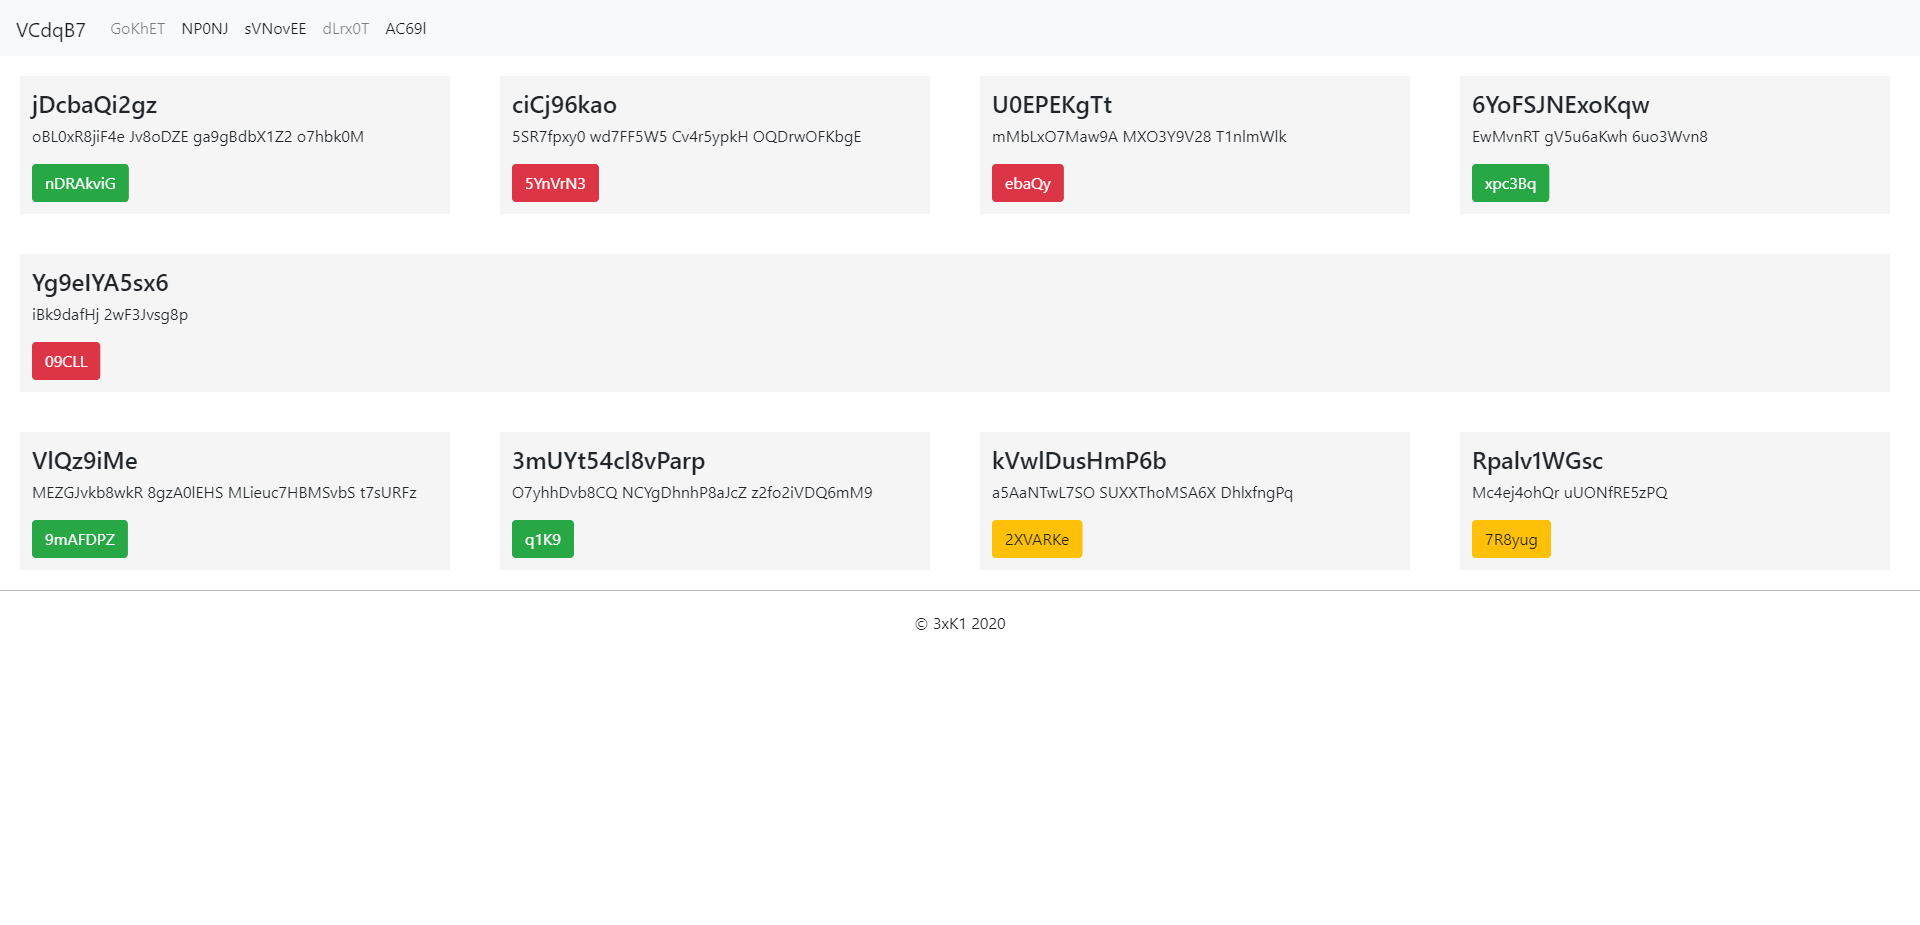 VCdqB7 GoKhET NP0NJ sVNovEE dLrx0T AC69l
jDcbaQi2gz
oBL0xR8jiF4e Jv8oDZE ga9gBdbX1Z2 o7hbk0M
nDRAkviG
ciCj96kao
5SR7fpxy0 wd7FF5W5 Cv4r5ypkH OQDrwOFKbgE
5YnVrN3
U0EPEKgTt
mMbLxO7Maw9A MXO3Y9V28 T1nlmWlk
ebaQy
6YoFSJNExoKqw
EwMvnRT gV5u6aKwh 6uo3Wvn8
xpc3Bq
Yg9eIYA5sx6
iBk9dafHj 2wF3Jvsg8p
09CLL
VlQz9iMe
MEZGJvkb8wkR 8gzA0lEHS MLieuc7HBMSvbS t7sURFz
9mAFDPZ
3mUYt54cl8vParp
O7yhhDvb8CQ NCYgDhnhP8aJcZ z2fo2iVDQ6mM9
q1K9
kVwlDusHmP6b
a5AaNTwL7SO SUXXThoMSA6X DhlxfngPq
2XVARKe
Rpalv1WGsc
Mc4ej4ohQr uUONfRE5zPQ
7R8yug
© 3xK1 2020